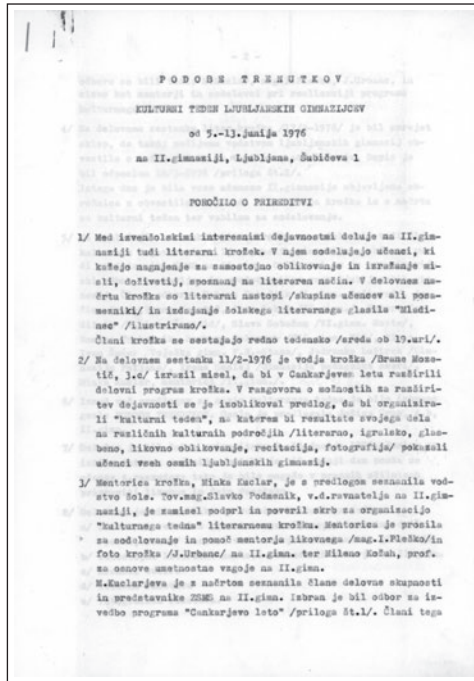 P O D O B E  T R E N U T K O V
KULTURNI TEDEN LJUBLJANSKIH GIMNAZIJCEV
od 5.-13.junija 1976
na II.gimnaziji, Ljubljana, Šubičeva 1
POROČILO O PRIREDITVI
1/ Med izvenšolskimi interesnimi dejavnostmi deluje na II.gim-
naziji tudi literarni krožek. V njem sodelujejo učenci, ki
kažejo nagnjenje za samostojno oblikovanje in izražanje mi-
sli, doživetij, spoznanj na literaren način. V delovnem na-
črtu krožka so literarni nastopi /skupine učencev ali posa-
mezniki/ in izdajanje šolskega literarnega glasila "Mladi-
nec" /ilustrirano/.
Člani krožka se sestajajo redno tedensko /sreda ob 19.uri/.
2/ Na delovnem sestanku 11/2-1976 je vodja krožka /Brane Moze-
tič, 3.c/ izrazil misel, da bi v Cankarjevem letu razširili
delovni program krožka. V razgovoru o možnostih za razširi-
tev dejavnosti se je izoblikoval predlog, da bi organizira-
li "kulturni teden", na katerem bi rezultate svojega dela
na različnih kulturnih področjih /literarno, igralsko, glas-
beno, likovno oblikovanje, recitacija, fotografija/ pokazali
učenci vseh osmih ljubljanskih gimnazij.
3/ Mentorica krožka, Minka Kuclar, je s predlogom seznanila vod-
stvo šole. Tov.mag.Slavko Podmenik, v.d.ravnatelja na II.gim-
naziji, je zamisel podprl in poveril skrb za organizacijo
"kulturnega tedna" literarnemu krožku. Mentorica je prosila
za sodelovanje in pomoč mentorja likovnega /mag.I.Pleško/in
foto krožka /J.Urbanc/ na II.gimn. ter Mileno Kočuh, prof.
za osnove umetnostne vzgoje na II.gimn.
M.Kuclarjeva je z načrtom seznanila člane delovne skupnosti
in predstavnike ZSMS na II.gimn. Izbran je bil odbor za iz-
vedbo programa "Cankarjevo leto" /priloga št.1/. Člani tega